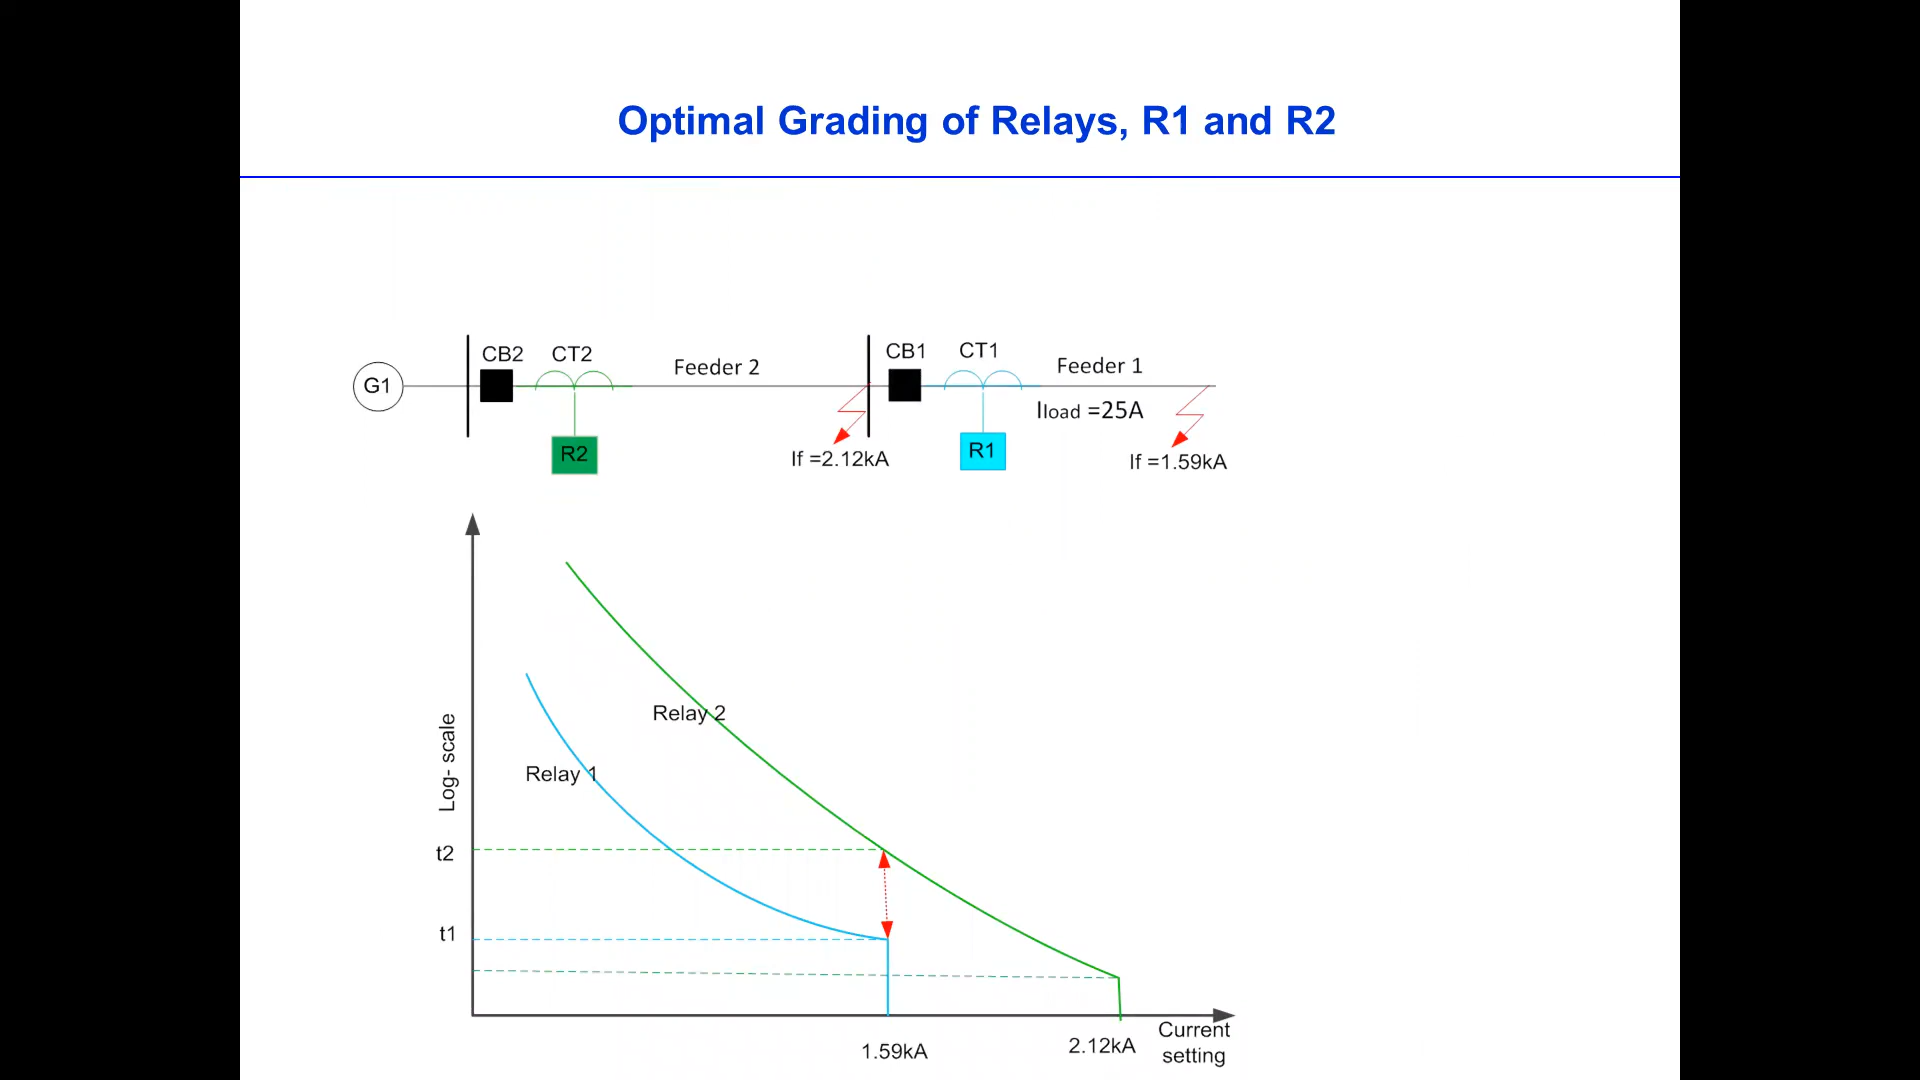 Optimal Grading of Relays, R1 and R2
CB2
CT2
Feeder 2
CB1
CT1
Feeder 1
G1
Iload =25A
R2
R1
If =2.12kA
If =1.59kA
Relay 2
Log- scale
Relay 1
t2
t1
1.59kA
2.12kA
Current
setting